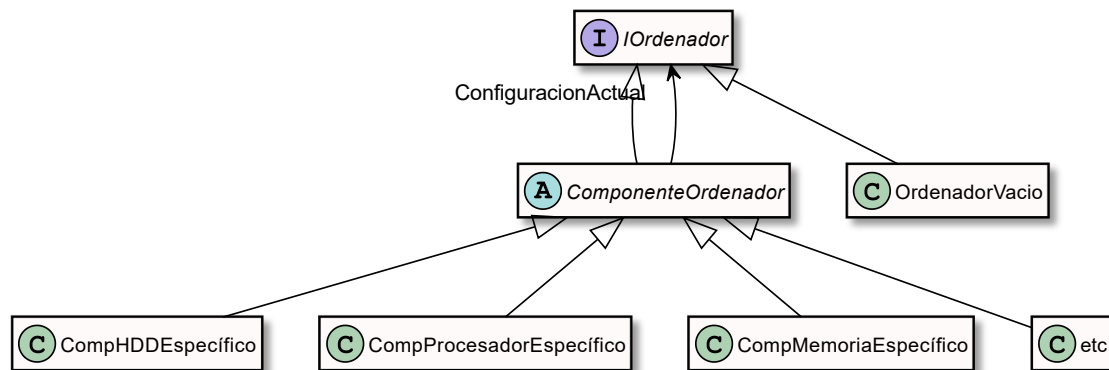 I IOrdenador
ConfiguracionActual
A ComponenteOrdenador
C OrdenadorVacio
C CompHDDEspecífico
C CompProcesadorEspecífico
C CompMemoriaEspecífico
C etc